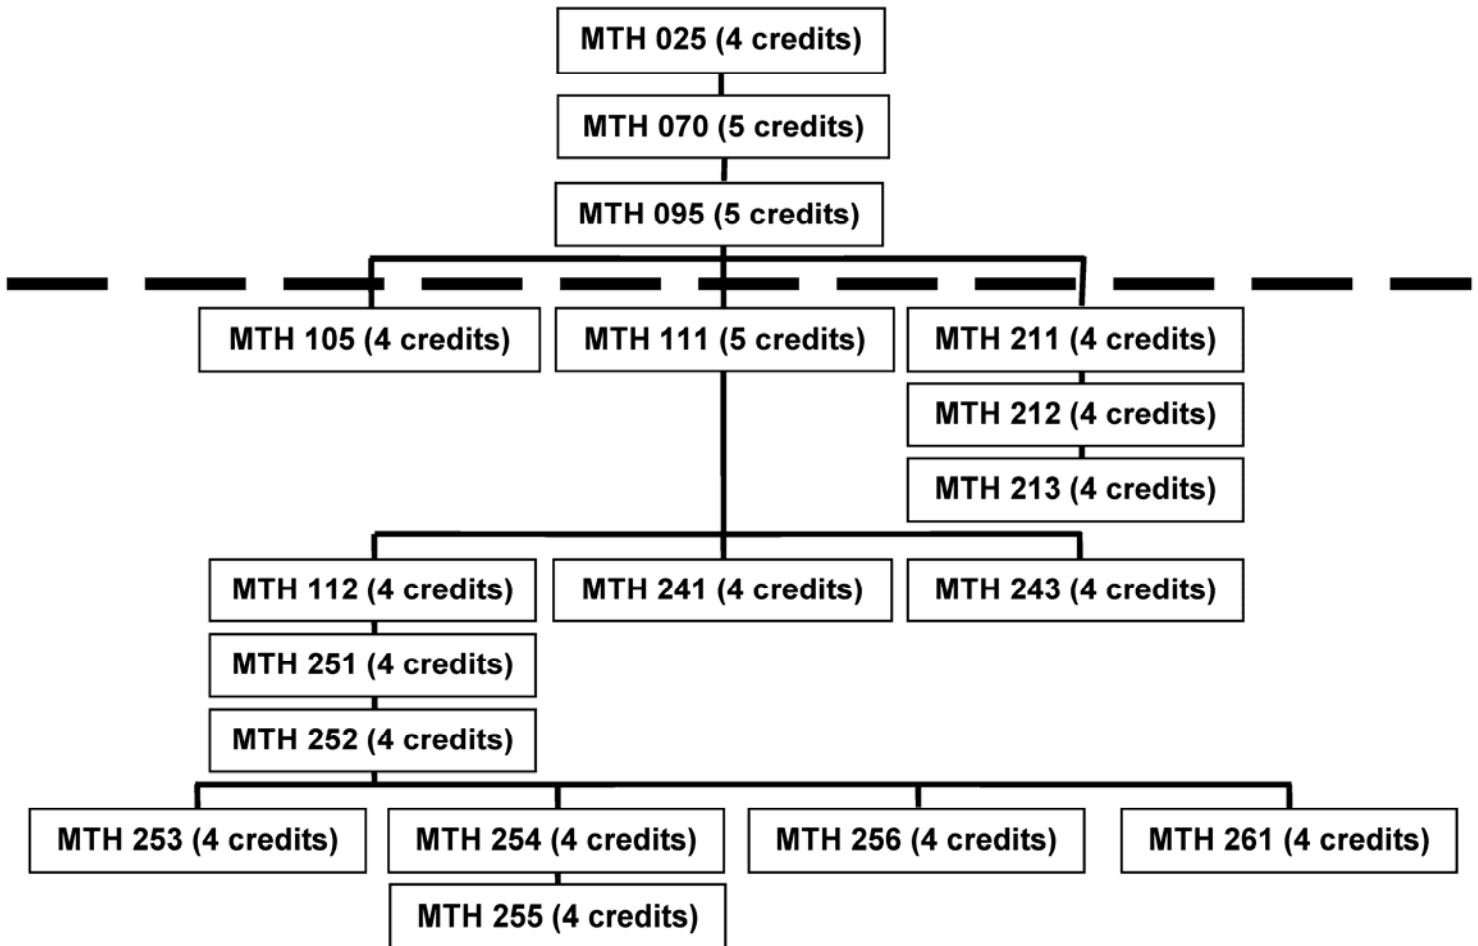 MTH 025 (4 credits)
MTH 070 (5 credits)
MTH 095 (5 credits)
MTH 105 (4 credits)
MTH 111 (5 credits)
MTH 211 (4 credits)
MTH 212 (4 credits)
MTH 213 (4 credits)
MTH 112 (4 credits)
MTH 241 (4 credits)
MTH 243 (4 credits)
MTH 251 (4 credits)
MTH 252 (4 credits)
MTH 253 (4 credits)
MTH 254 (4 credits)
MTH 256 (4 credits)
MTH 261 (4 credits)
MTH 255 (4 credits)